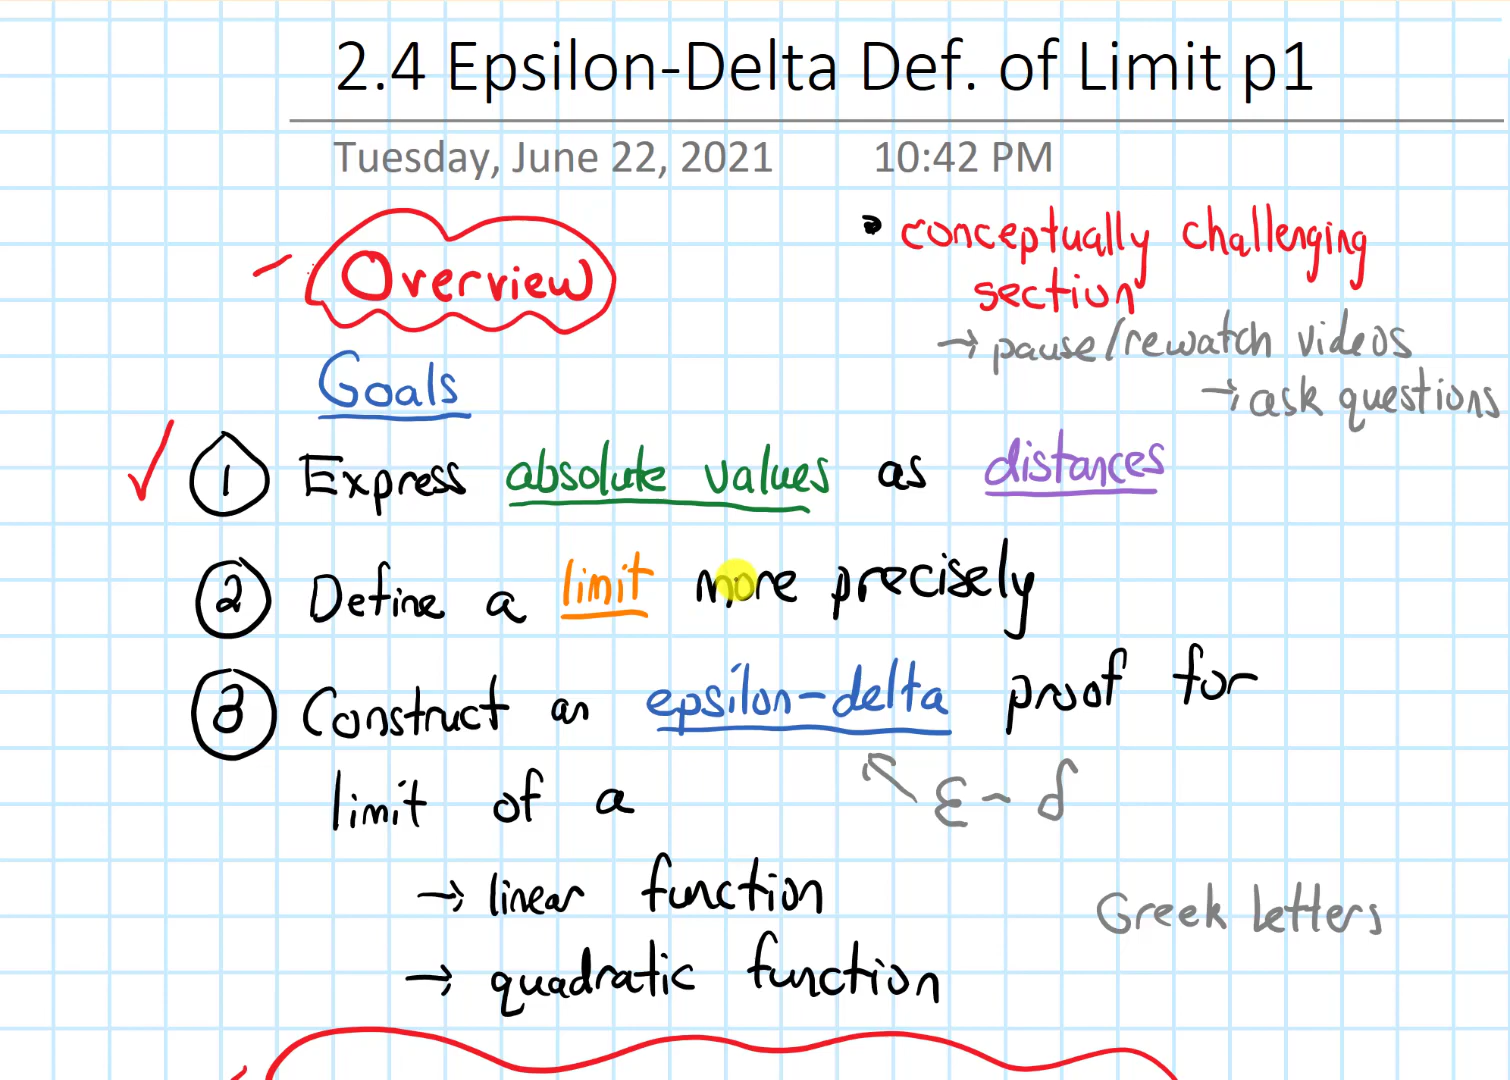 2.4 Epsilon-Delta Def. of Limit p1
Tuesday, June 22, 2021 10:42 PM
Overview
• conceptually challenging
section
→ pause/rewatch videos
→ ask questions
Goals
① Express absolute values as distances
② Define a limit more precisely
③ Construct an epsilon-delta proof for
limit of a
ε-δ
→ linear function
Greek letters
→ quadratic function